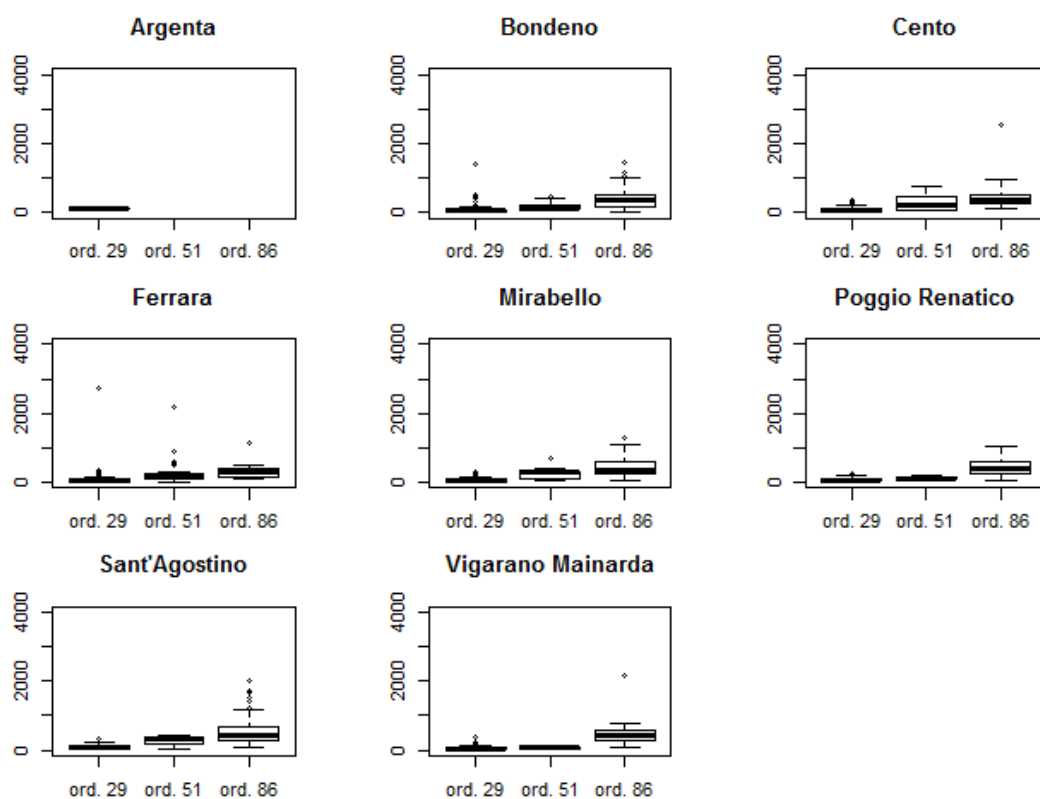 Argenta Bondeno Cento
4000 4000 4000
2000 2000 2000
0 0 0
ord. 29 ord. 51 ord. 86 ord. 29 ord. 51 ord. 86 ord. 29 ord. 51 ord. 86
Ferrara Mirabello Poggio Renatico
4000 4000 4000
2000 2000 2000
0 0 0
ord. 29 ord. 51 ord. 86 ord. 29 ord. 51 ord. 86 ord. 29 ord. 51 ord. 86
Sant'Agostino Vigarano Mainarda
4000 4000
2000 2000
0 0
ord. 29 ord. 51 ord. 86 ord. 29 ord. 51 ord. 86